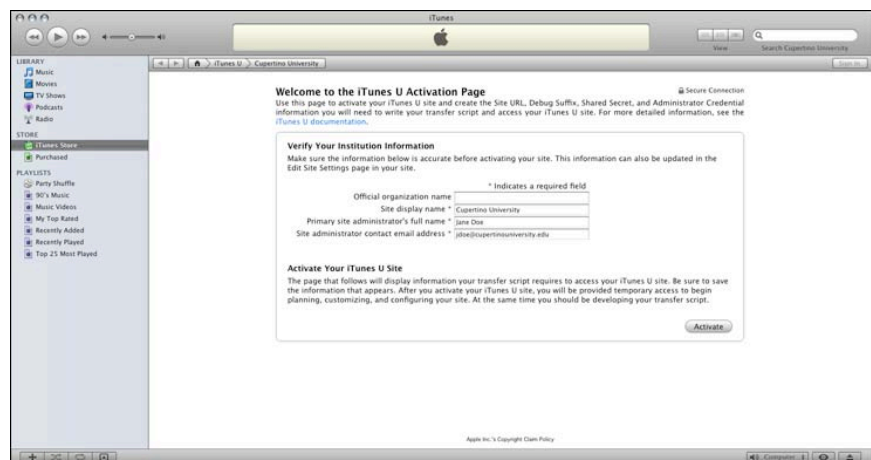 iTunes
View
Search Cupertino University
LIBRARY
Music
Movies
TV Shows
Podcasts
Radio
STORE
iTunes Store
Purchased
PLAYLISTS
Party Shuffle
90's Music
Music Videos
My Top Rated
Recently Added
Recently Played
Top 25 Most Played
iTunes U
Cupertino University
Sign In
Welcome to the iTunes U Activation Page
Secure Connection
Use this page to activate your iTunes U site and create the Site URL, Debug Suffix, Shared Secret, and Administrator Credential
information you will need to write your transfer script and access your iTunes U site. For more detailed information, see the
iTunes U documentation.
Verify Your Institution Information
Make sure the information below is accurate before activating your site. This information can also be updated in the
Edit Site Settings page in your site.
* Indicates a required field
Official organization name
Site display name * Cupertino University
Primary site administrator's full name * Jane Doe
Site administrator contact email address * jdoe@cupertinouniversity.edu
Activate Your iTunes U Site
The page that follows will display information your transfer script requires to access your iTunes U site. Be sure to save
the information that appears. After you activate your iTunes U site, you will be provided temporary access to begin
planning, customizing, and configuring your site. At the same time you should be developing your transfer script.
Activate
Apple Inc.'s Copyright Claim Policy
Computer